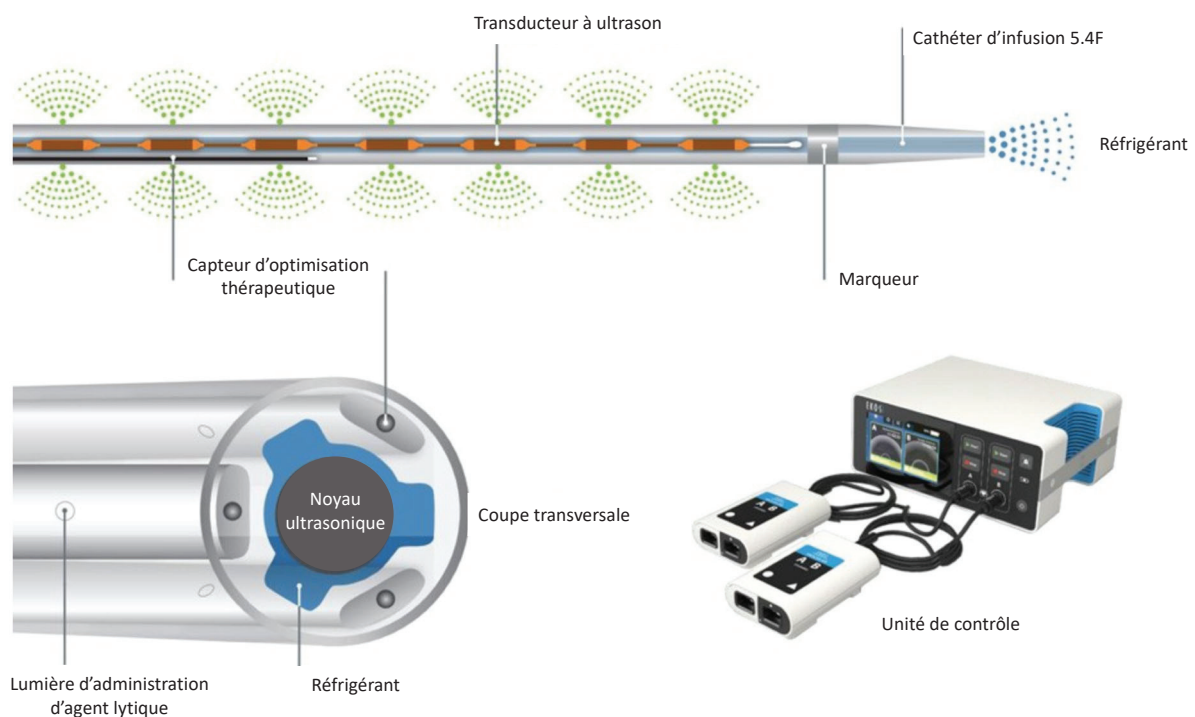 Transducteur à ultrason
Cathéter d’infusion 5.4F
Réfrigérant
Capteur d’optimisation
thérapeutique
Marqueur
Noyau
ultrasonique
Coupe transversale
EKOS
A B
A B
Unité de contrôle
Lumière d’administration
d’agent lytique
Réfrigérant